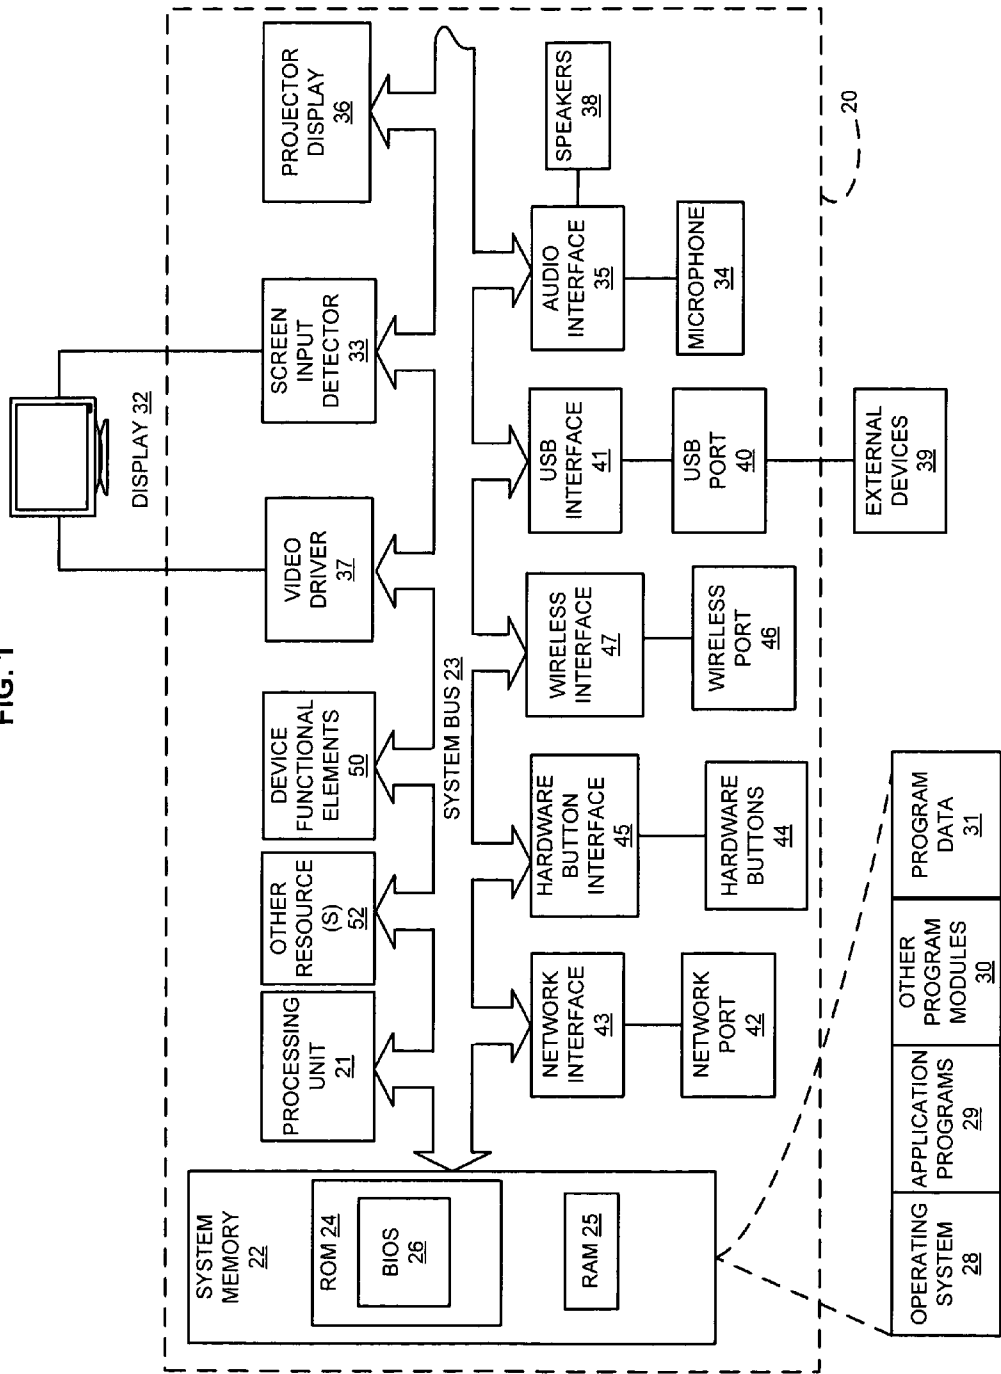 FIG. 1
DISPLAY 32
SYSTEM
MEMORY
22
ROM 24
BIOS
26
RAM 25
PROCESSING
UNIT
21
OTHER
RESOURCE
(S)
52
DEVICE
FUNCTIONAL
ELEMENTS
50
VIDEO
DRIVER
37
SCREEN
INPUT
DETECTOR
33
PROJECTOR
DISPLAY
36
SYSTEM BUS 23
NETWORK
INTERFACE
43
HARDWARE
BUTTON
INTERFACE
45
WIRELESS
INTERFACE
47
USB
INTERFACE
41
AUDIO
INTERFACE
35
SPEAKERS
38
NETWORK
PORT
42
HARDWARE
BUTTONS
44
WIRELESS
PORT
46
USB
PORT
40
MICROPHONE
34
20
OPERATING
SYSTEM
28
APPLICATION
PROGRAMS
29
OTHER
PROGRAM
MODULES
30
PROGRAM
DATA
31
EXTERNAL
DEVICES
39